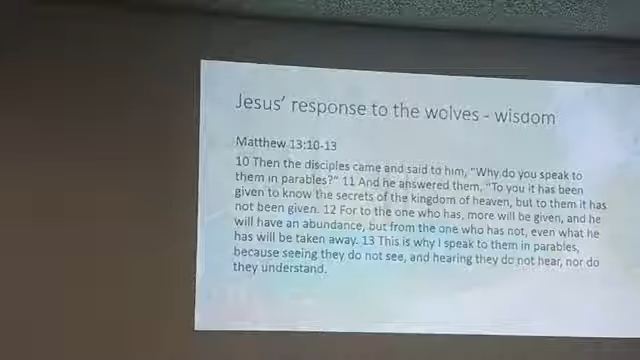 Jesus' response to the wolves - wisdom
Matthew 13:10-13
10 Then the disciples came and said to him, "Why do you speak to
them in parables?" 11 And he answered them, "To you it has been
given to know the secrets of the kingdom of heaven, but to them it has
not been given. 12 For to the one who has, more will be given, and he
will have an abundance, but from the one who has not, even what he
has will be taken away. 13 This is why I speak to them in parables,
because seeing they do not see, and hearing they do not hear, nor do
they understand.